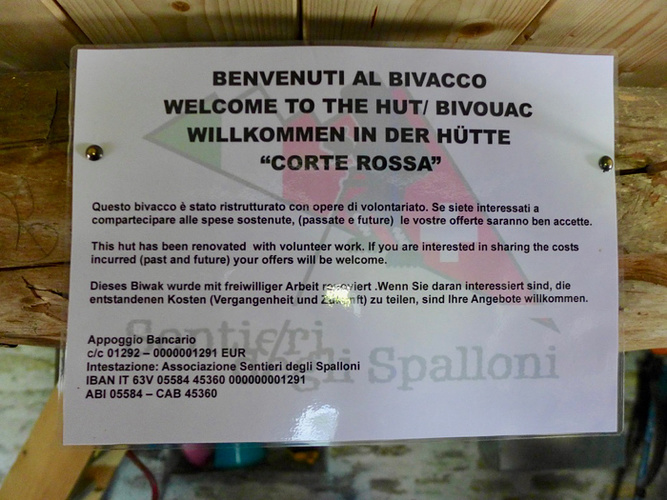 BENVENUTI AL BIVACCO
WELCOME TO THE HUT/ BIVOUAC
WILLKOMMEN IN DER HÜTTE
“CORTE ROSSA”
Questo bivacco è stato ristrutturato con opere di volontariato. Se siete interessati a
compartecipare alle spese sostenute, (passate e future) le vostre offerte saranno ben accette.
This hut has been renovated with volunteer work. If you are interested in sharing the costs
incurred (past and future) your offers will be welcome.
Dieses Biwak wurde mit freiwilliger Arbeit renoviert .Wenn Sie daran interessiert sind, die
entstandenen Kosten (Vergangenheit und Zukunft) zu teilen, sind Ihre Angebote willkommen.
Appoggio Bancario
c/c 01292 – 0000001291 EUR
Intestazione: Associazione Sentieri degli Spalloni
IBAN IT 63V 05584 45360 000000001291
ABI 05584 – CAB 45360
Sentieri
degli Spalloni